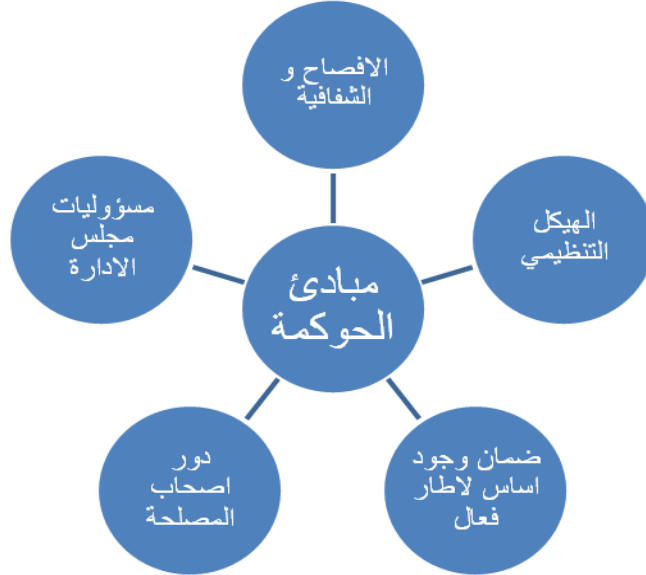 الافصاح و
الشفافية
الهيكل
التنظيمي
مبادئ
الحوكمة
مسؤوليات
مجلس
الادارة
ضمان وجود
اساس لاطار
فعال
دور
اصحاب
المصلحة